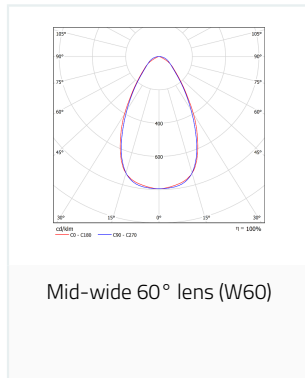 105° 105°
90° 90°
75° 75°
60° 60°
45° 45°
400
600
30° 15° 0° 15° 30°
cd/klm η = 100%
C0 - C180 C90 - C270
Mid-wide 60° lens (W60)